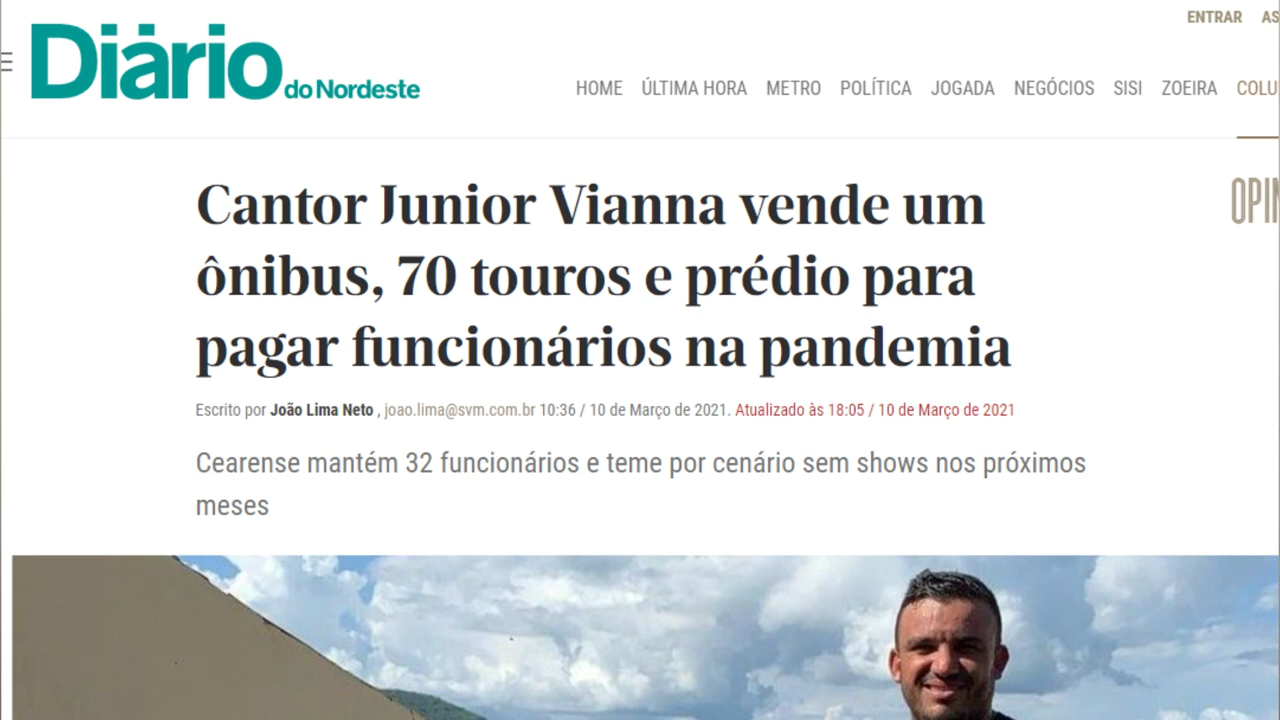 ENTRAR AS
Diário do Nordeste
HOME ÚLTIMA HORA METRO POLÍTICA JOGADA NEGÓCIOS SISI ZOEIRA COLU
OPIN
Cantor Junior Vianna vende um
ônibus, 70 touros e prédio para
pagar funcionários na pandemia
Escrito por João Lima Neto , joao.lima@svm.com.br 10:36 / 10 de Março de 2021. Atualizado às 18:05 / 10 de Março de 2021
Cearense mantém 32 funcionários e teme por cenário sem shows nos próximos
meses